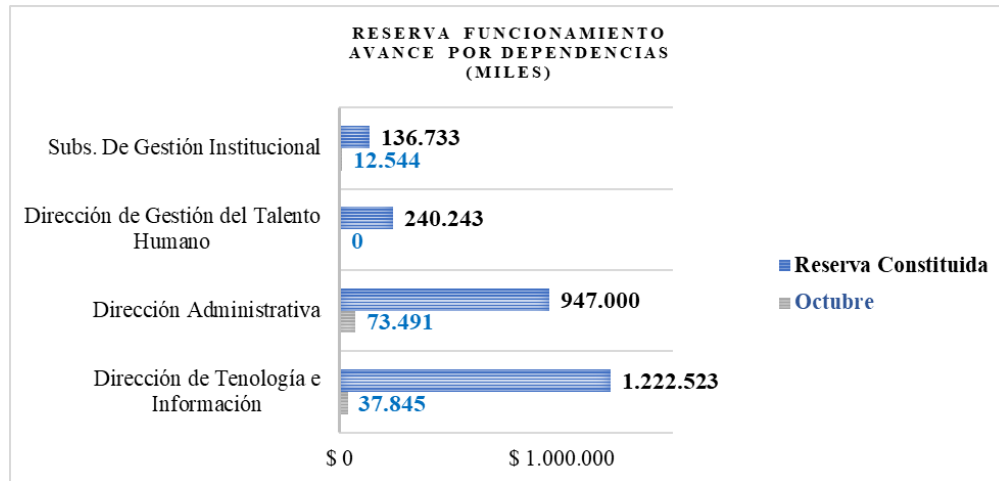 RESERVA FUNCIONAMIENTO
AVANCE POR DEPENDENCIAS
(MILES)
Subs. De Gestión Institucional
136.733
12.544
Dirección de Gestión del Talento
Humano
240.243
0
Dirección Administrativa
947.000
73.491
Dirección de Tenología e
Información
1.222.523
37.845
Reserva Constituida
Octubre
$ 0
$ 1.000.000